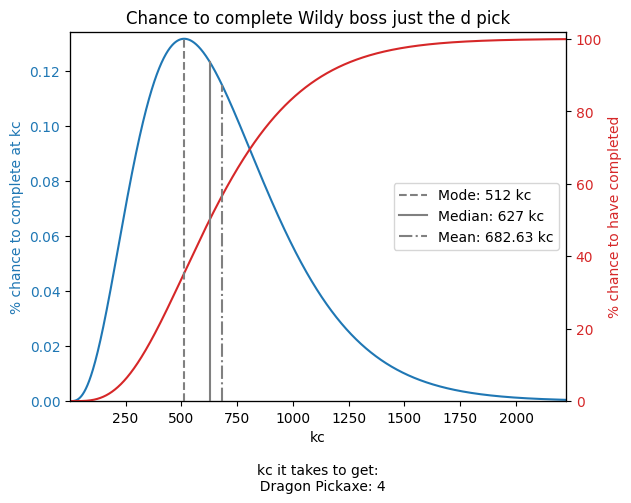 Chance to complete Wildy boss just the d pick
% chance to complete at kc
0.12
0.10
0.08
0.06
0.04
0.02
0.00
100
80
60
40
20
0
% chance to have completed
Mode: 512 kc
Median: 627 kc
Mean: 682.63 kc
250 500 750 1000 1250 1500 1750 2000
kc
kc it takes to get:
Dragon Pickaxe: 4